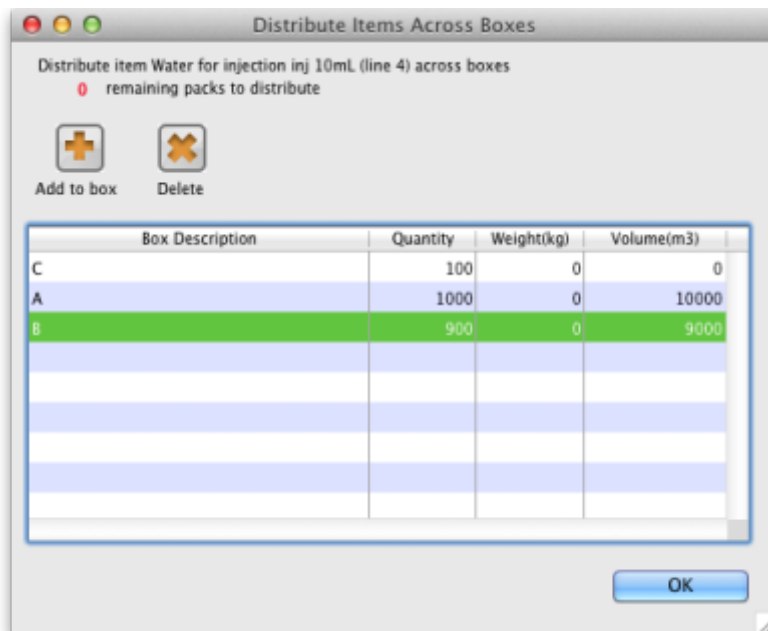 Distribute Items Across Boxes
Distribute item Water for injection inj 10mL (line 4) across boxes
0 remaining packs to distribute
Add to box Delete
Box Description Quantity Weight(kg) Volume(m3)
C 100 0 0
A 1000 0 10000
B 900 0 9000
OK